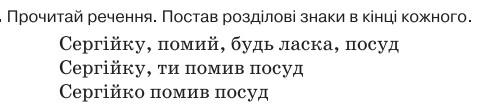 . Прочитай речення. Постав розділові знаки в кінці кожного.
Сергійку, помий, будь ласка, посуд
Сергійку, ти помив посуд
Сергійко помив посуд